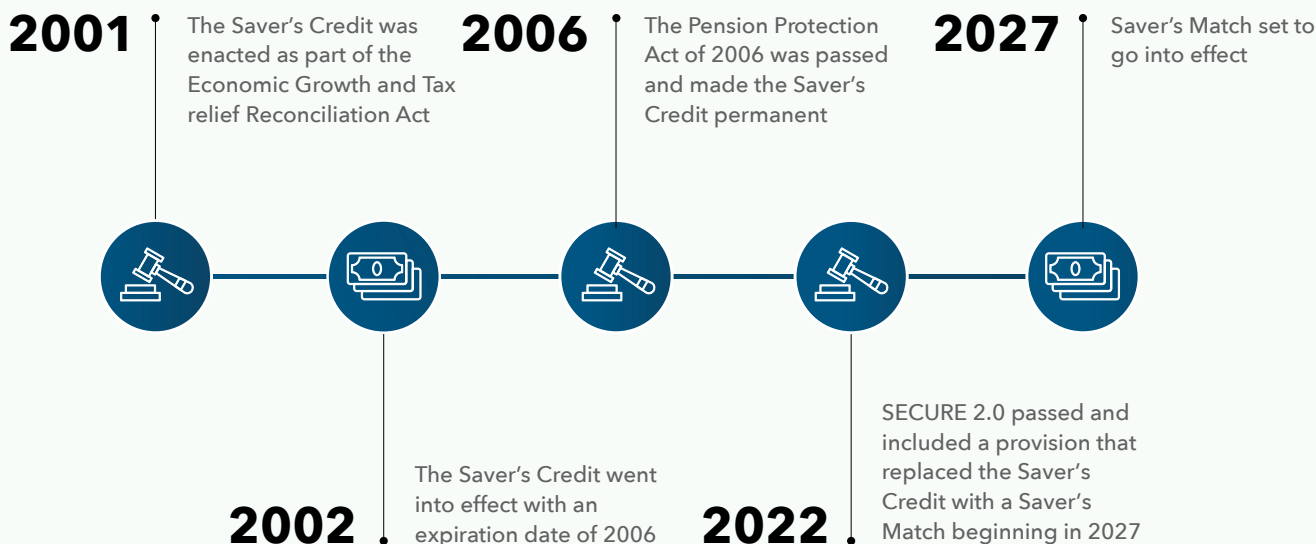 2001
The Saver’s Credit was
enacted as part of the
Economic Growth and Tax
relief Reconciliation Act
2006
The Pension Protection
Act of 2006 was passed
and made the Saver’s
Credit permanent
2027
Saver’s Match set to
go into effect
2002
The Saver’s Credit went
into effect with an
expiration date of 2006
2022
SECURE 2.0 passed and
included a provision that
replaced the Saver’s
Credit with a Saver’s
Match beginning in 2027